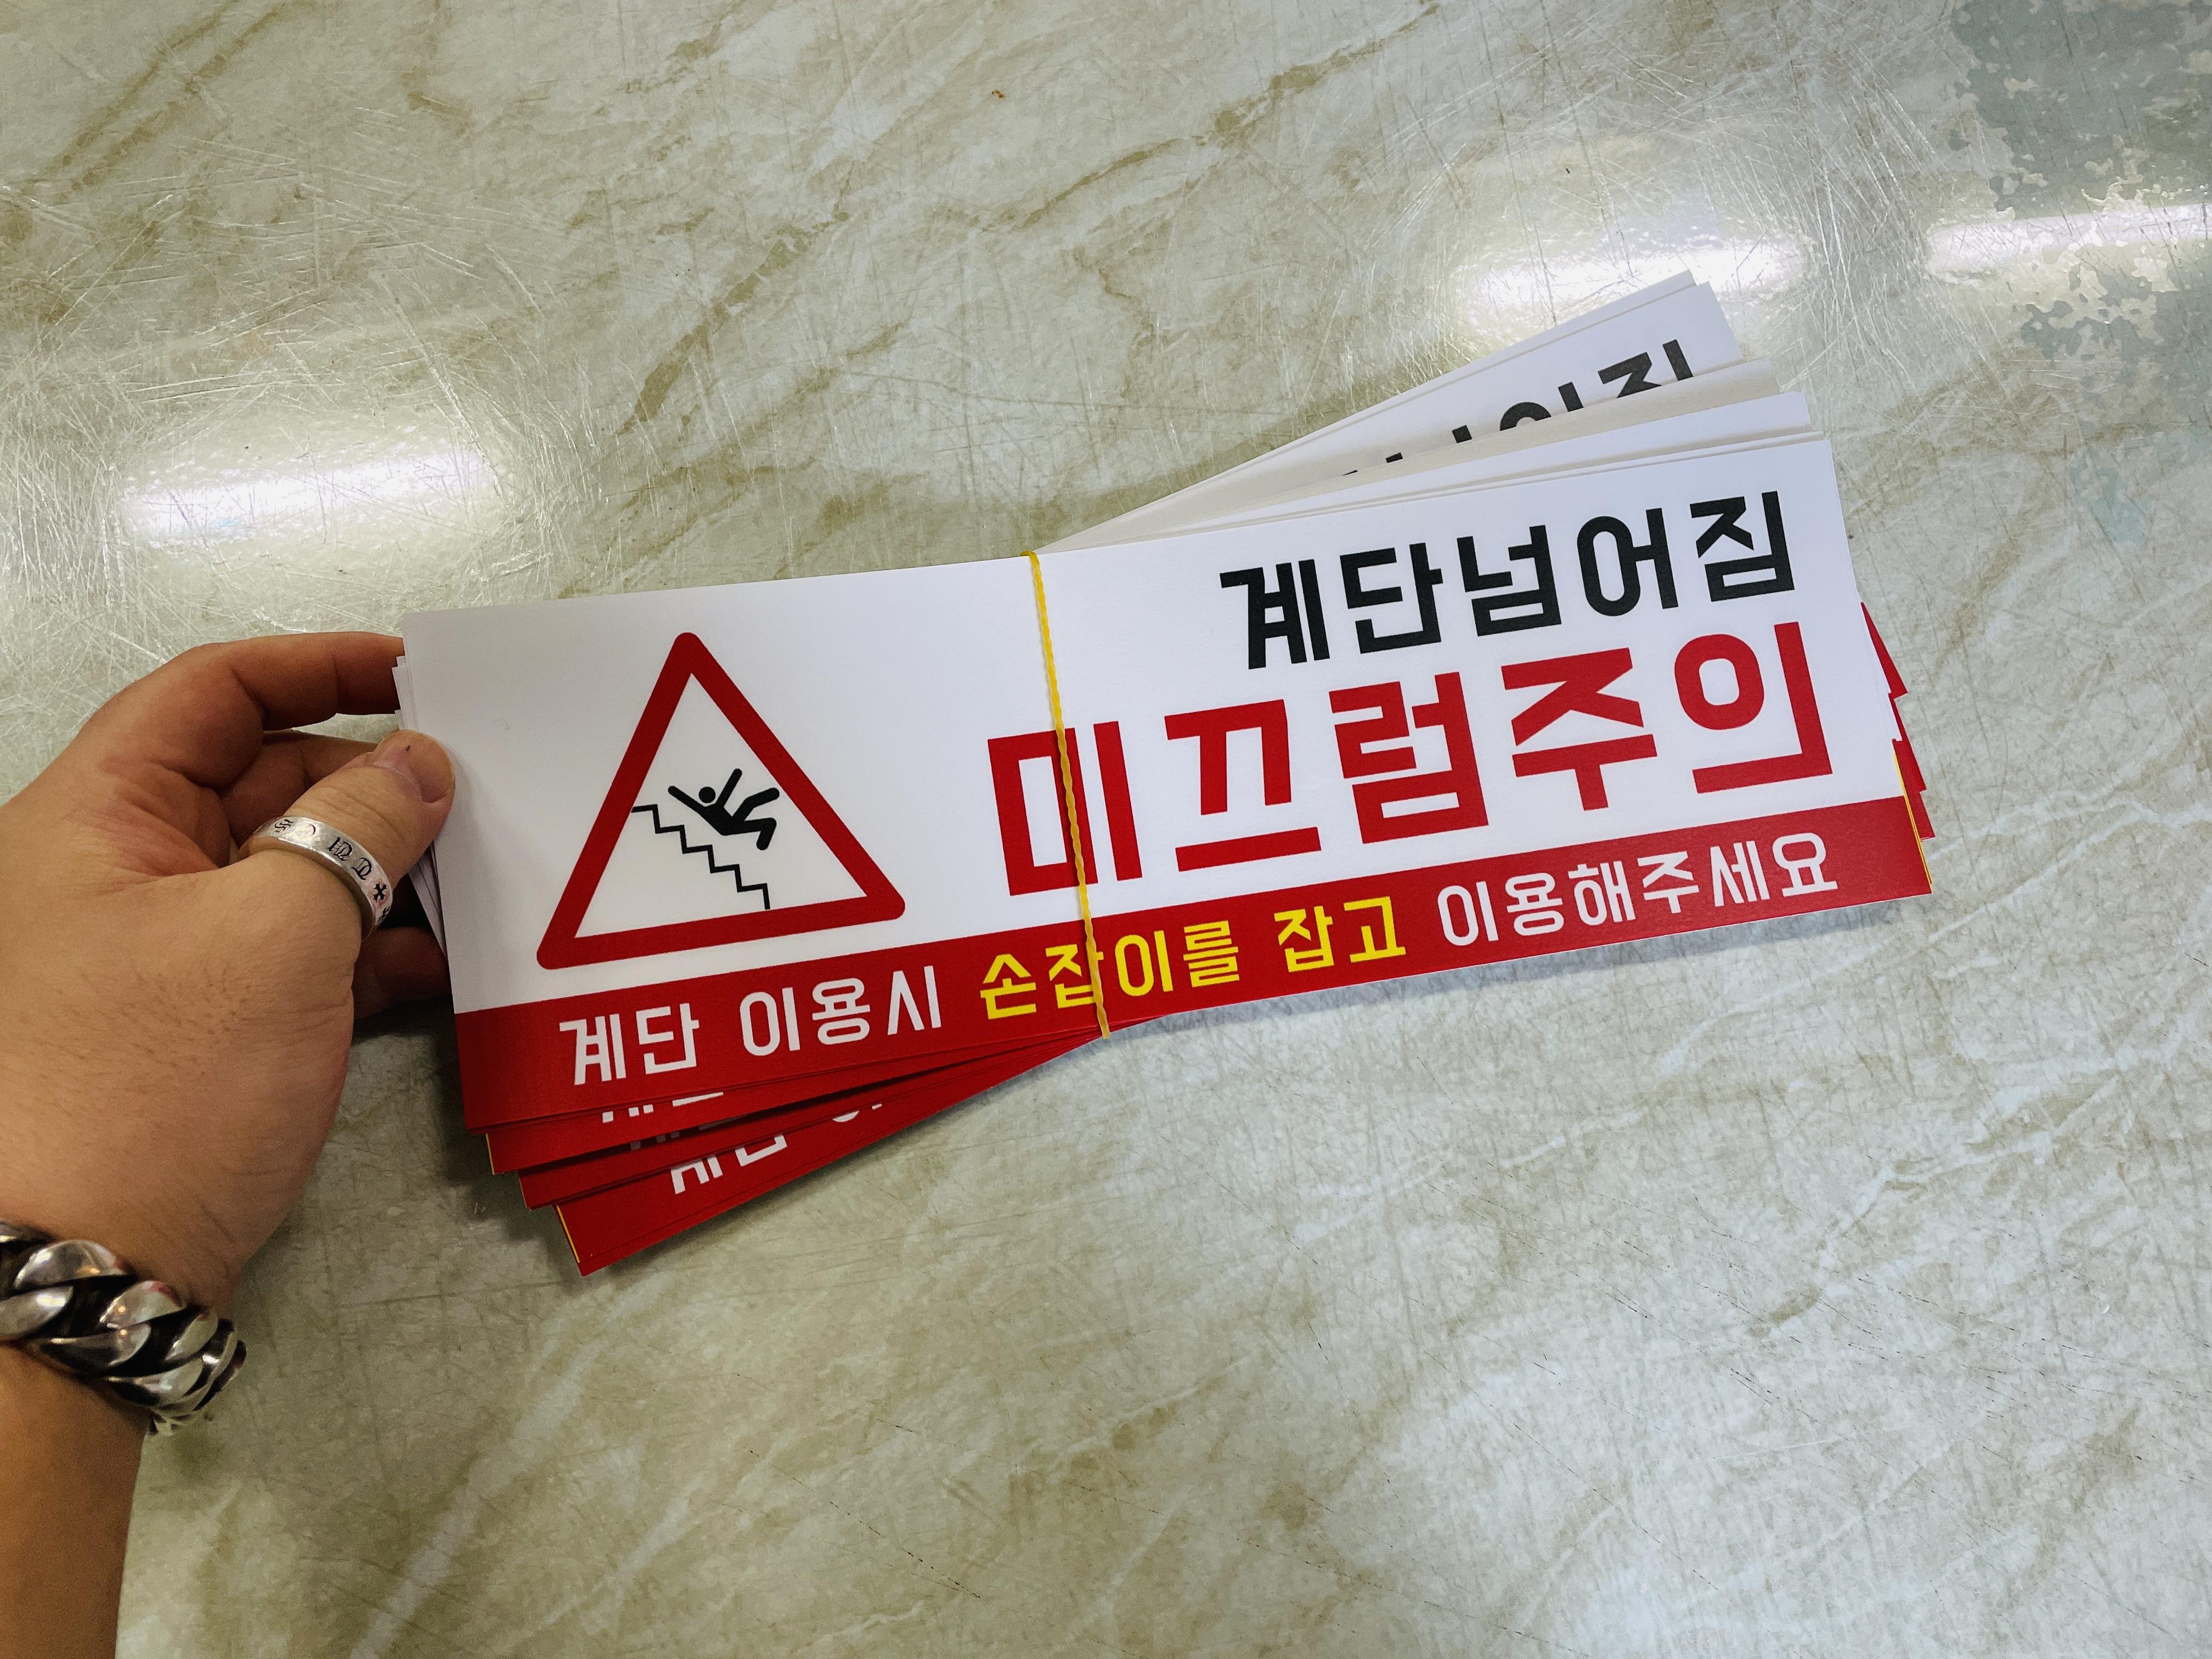 계단넘어짐
미끄럼주의
계단 이용시 손잡이를 잡고 이용해주세요